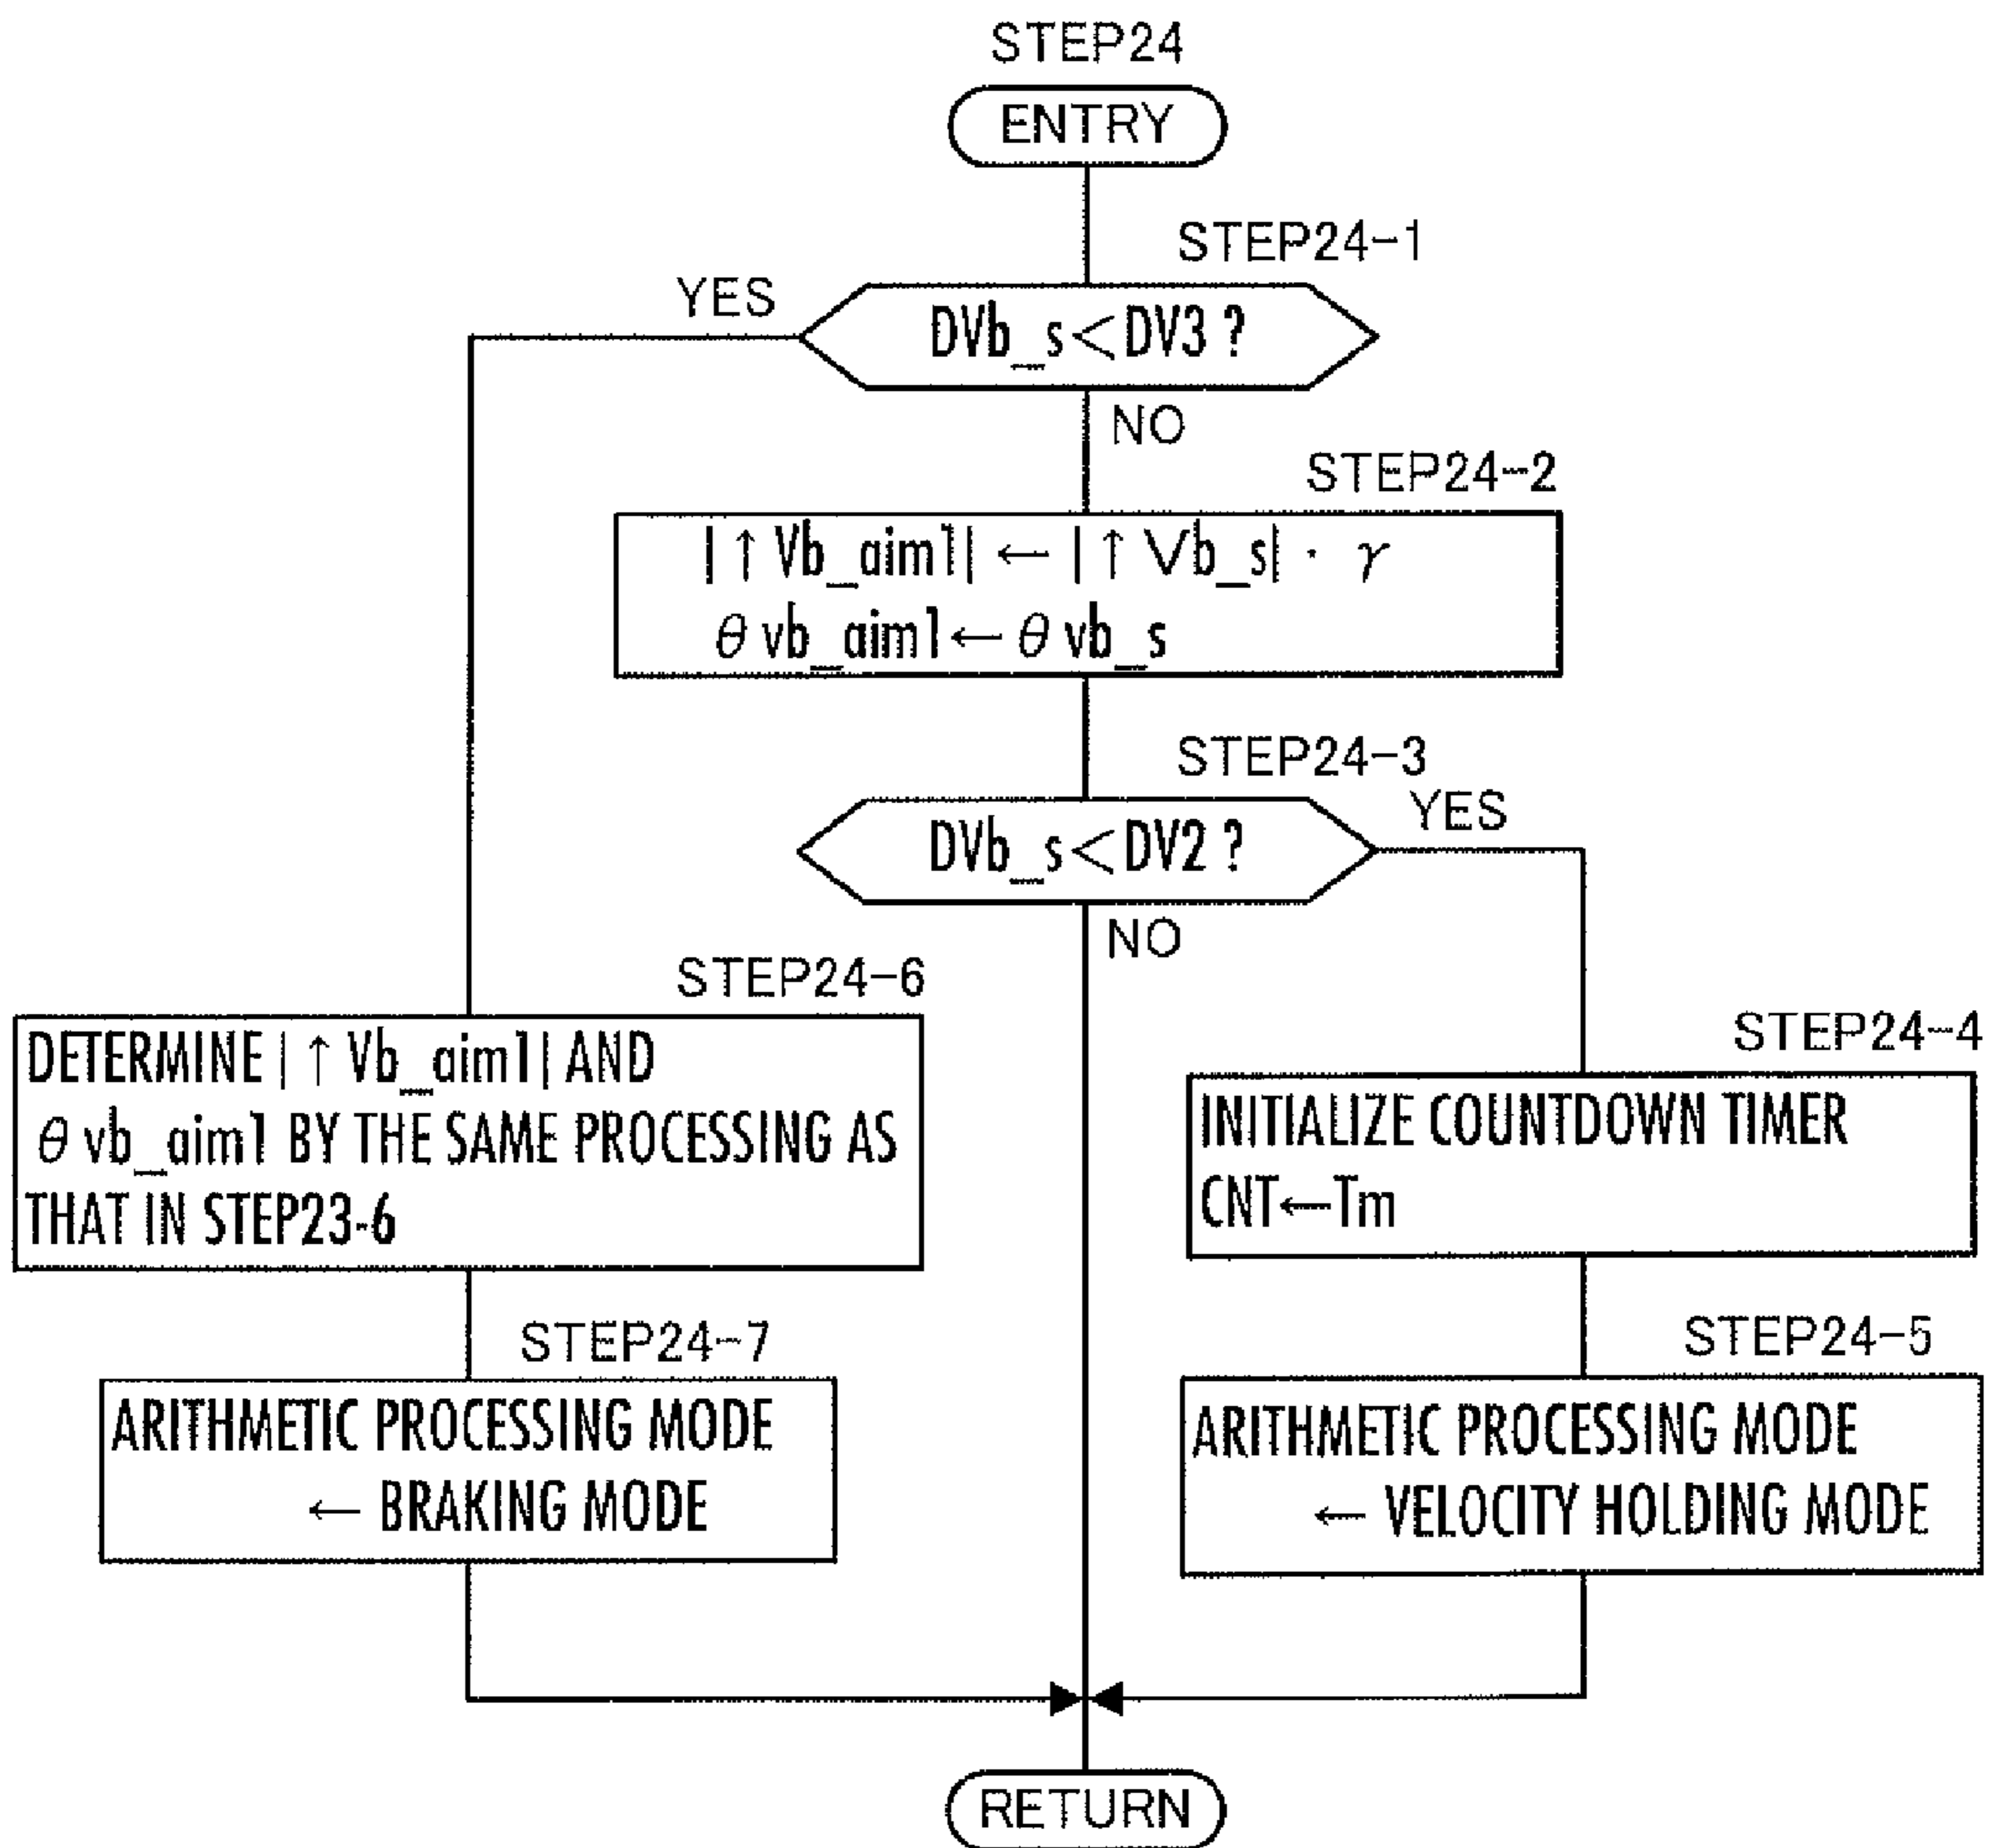 STEP24
ENTRY
STEP24-1
YES
DVb_s<DV3 ?
NO
STEP24-2
| ↑ Vb_aim1| ← | ↑ Vb_s| · γ
θ vb_aim1 ← θ vb_s
STEP24-3
YES
DVb_s<DV2 ?
NO
STEP24-6
DETERMINE | ↑ Vb_aim1| AND
θ vb_aim1 BY THE SAME PROCESSING AS
THAT IN STEP23-6
STEP24-4
INITIALIZE COUNTDOWN TIMER
CNT←Tm
STEP24-7
ARITHMETIC PROCESSING MODE
← BRAKING MODE
STEP24-5
ARITHMETIC PROCESSING MODE
← VELOCITY HOLDING MODE
RETURN